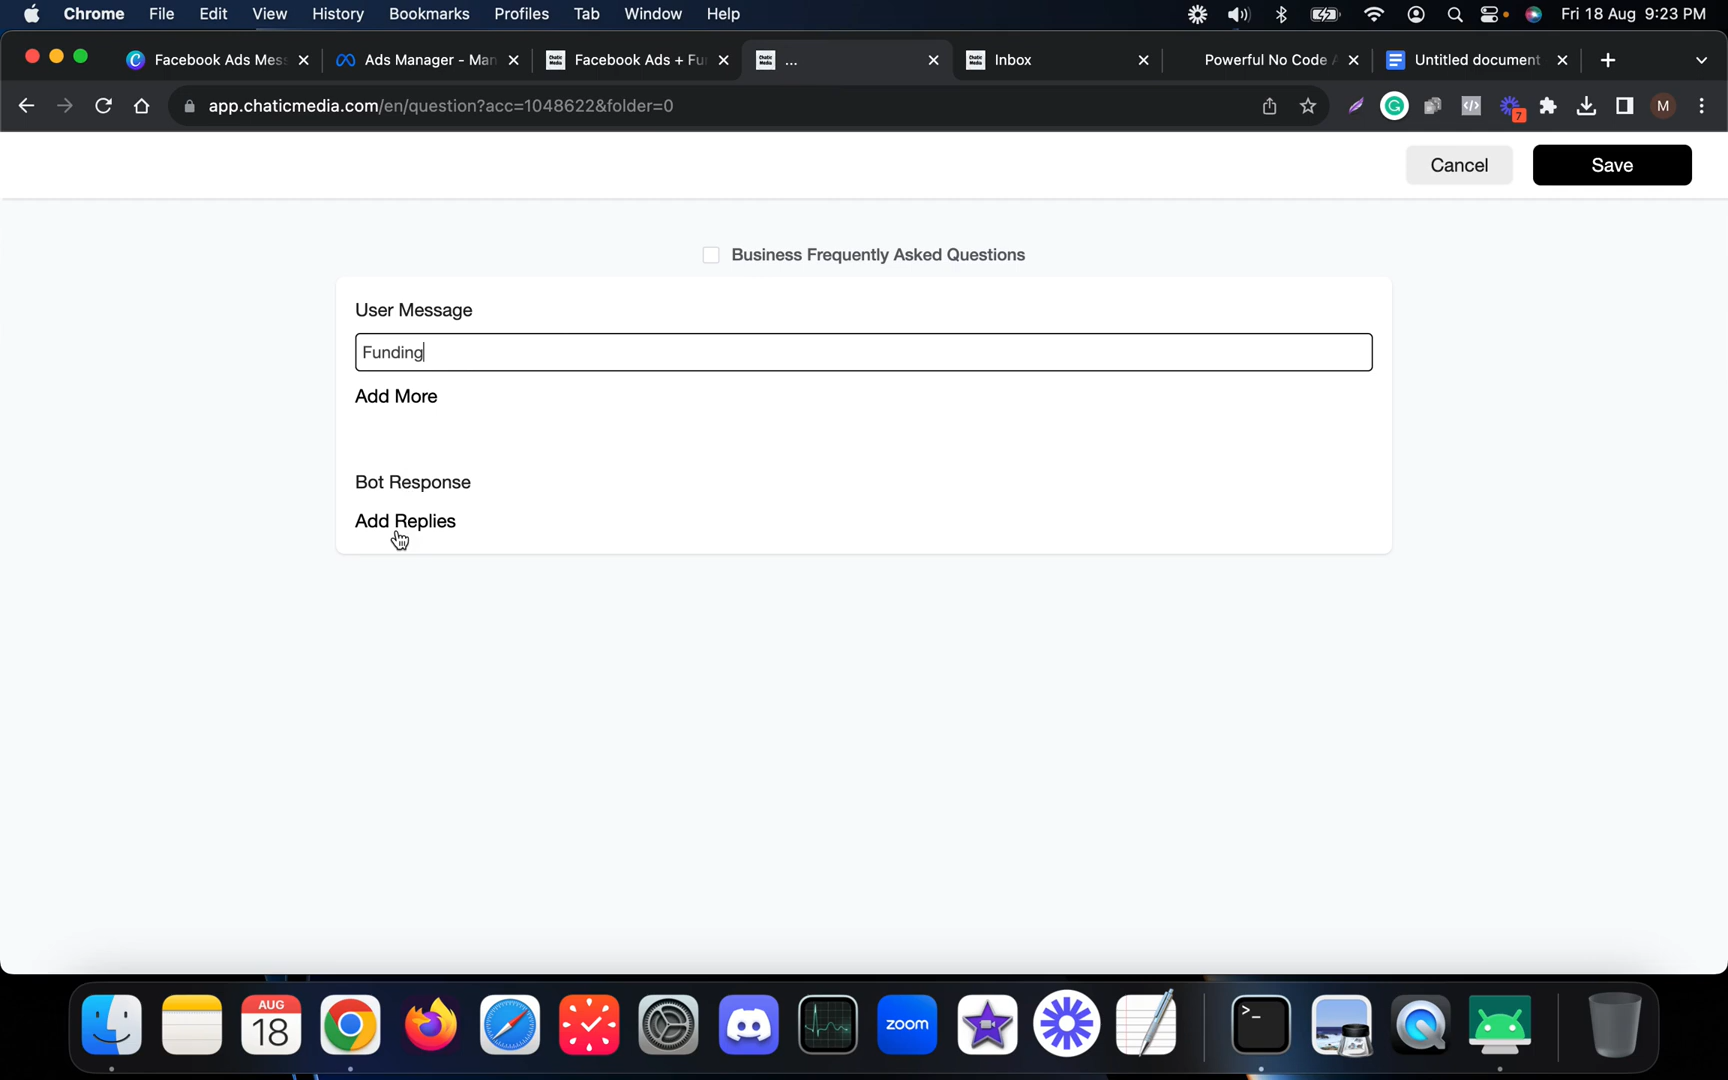 Chrome File Edit View History Bookmarks Profiles Tab Window Help Fri 18 Aug 9:23 PM
Facebook Ads Mes Ads Manager - Man Facebook Ads + Fu ... Inbox Powerful No Code Untitled document
app.chaticmedia.com/en/question?acc=1048622&folder=0 7 M
Cancel Save
Business Frequently Asked Questions
User Message
Funding
Add More
Bot Response
Add Replies
AUG
18
zoom